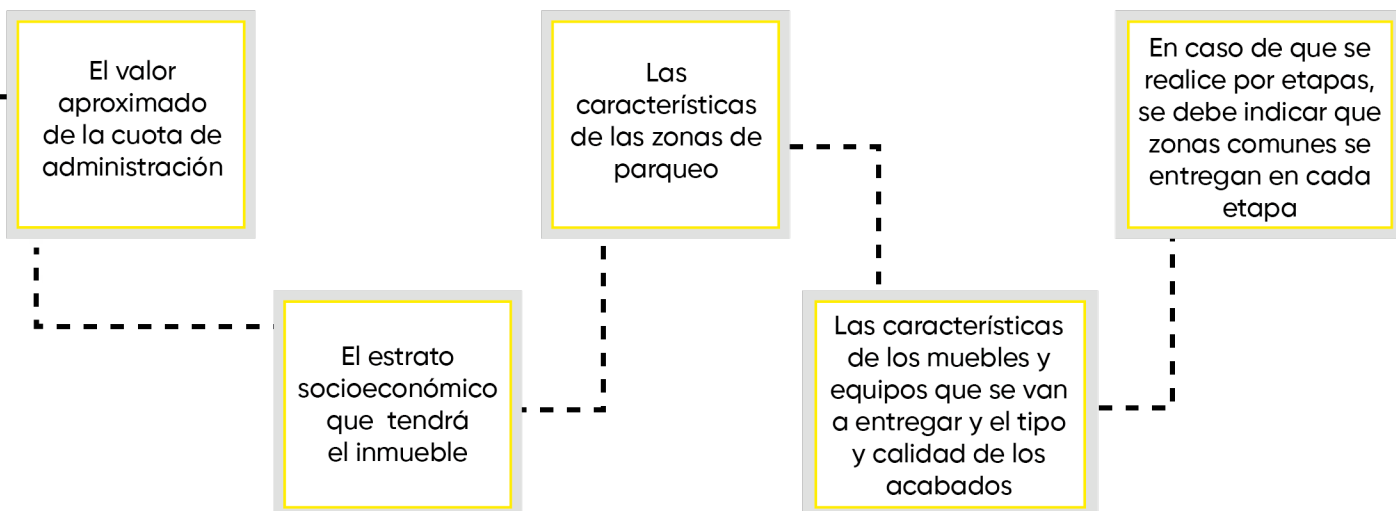 El valor
aproximado
de la cuota de
administración
El estrato
socioeconómico
que tendrá
el inmueble
Las
características
de las zonas de
parqueo
Las características
de los muebles y
equipos que se van
a entregar y el tipo
y calidad de los
acabados
En caso de que se
realice por etapas,
se debe indicar que
zonas comunes se
entregan en cada
etapa